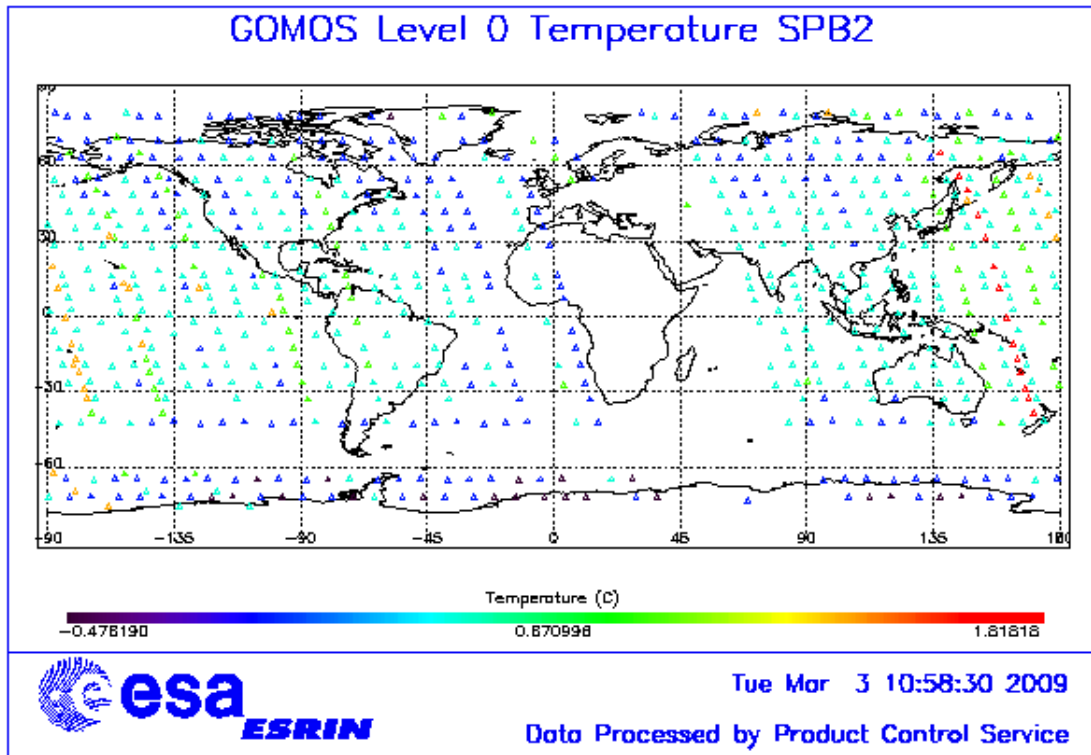 GOMOS Level 0 Temperature SPB2
60
30
0
-30
-60
-90 -135 -90 -45 0 45 90 135 180
Temperature (C)
-0.476190 0.670996 1.81818
esa
ESRIN
Tue Mar 3 10:58:30 2009
Data Processed by Product Control Service